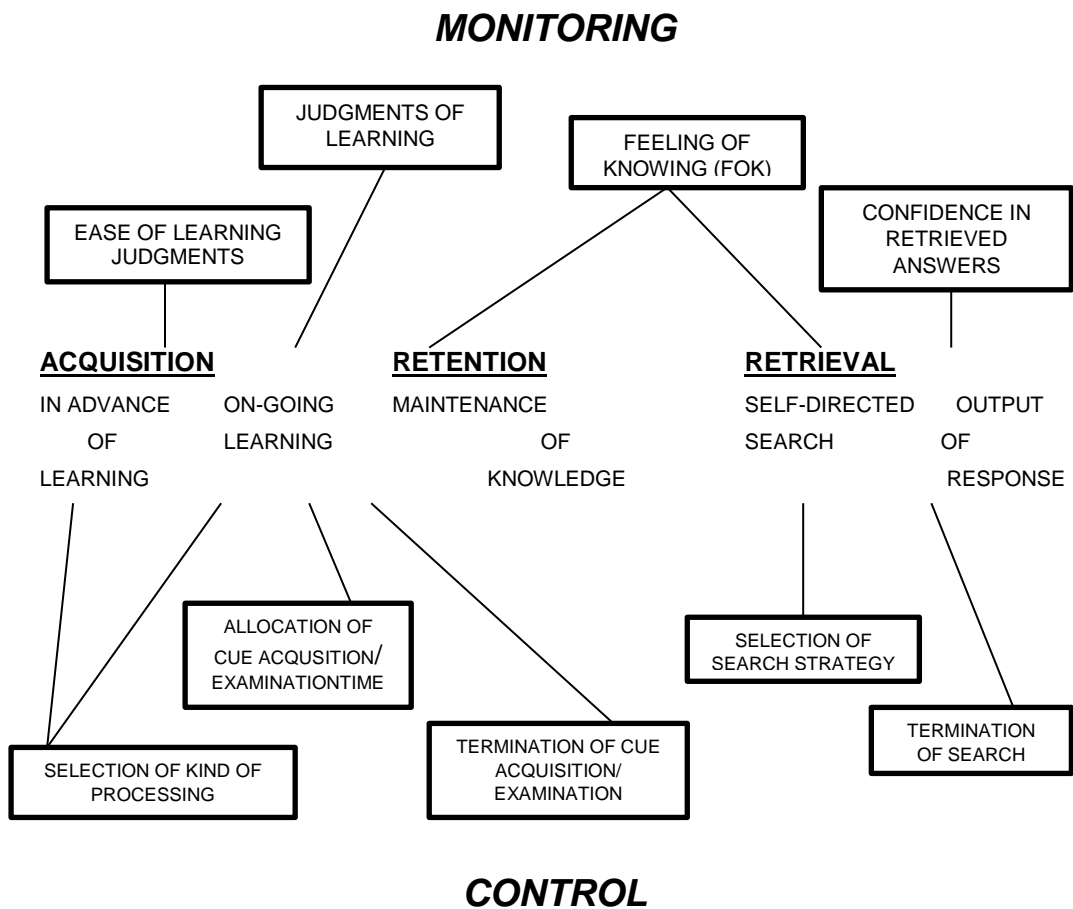 MONITORING
JUDGMENTS OF
LEARNING
FEELING OF
KNOWING (FOK)
EASE OF LEARNING
JUDGMENTS
CONFIDENCE IN
RETRIEVED
ANSWERS
ACQUISITION
RETENTION
RETRIEVAL
IN ADVANCE
OF
LEARNING
ON-GOING
LEARNING
MAINTENANCE
OF
KNOWLEDGE
SELF-DIRECTED
SEARCH
OUTPUT
OF
RESPONSE
ALLOCATION OF
CUE ACQUSITION/
EXAMINATIONTIME
SELECTION OF
SEARCH STRATEGY
SELECTION OF KIND OF
PROCESSING
TERMINATION OF CUE
ACQUISITION/
EXAMINATION
TERMINATION
OF SEARCH
CONTROL